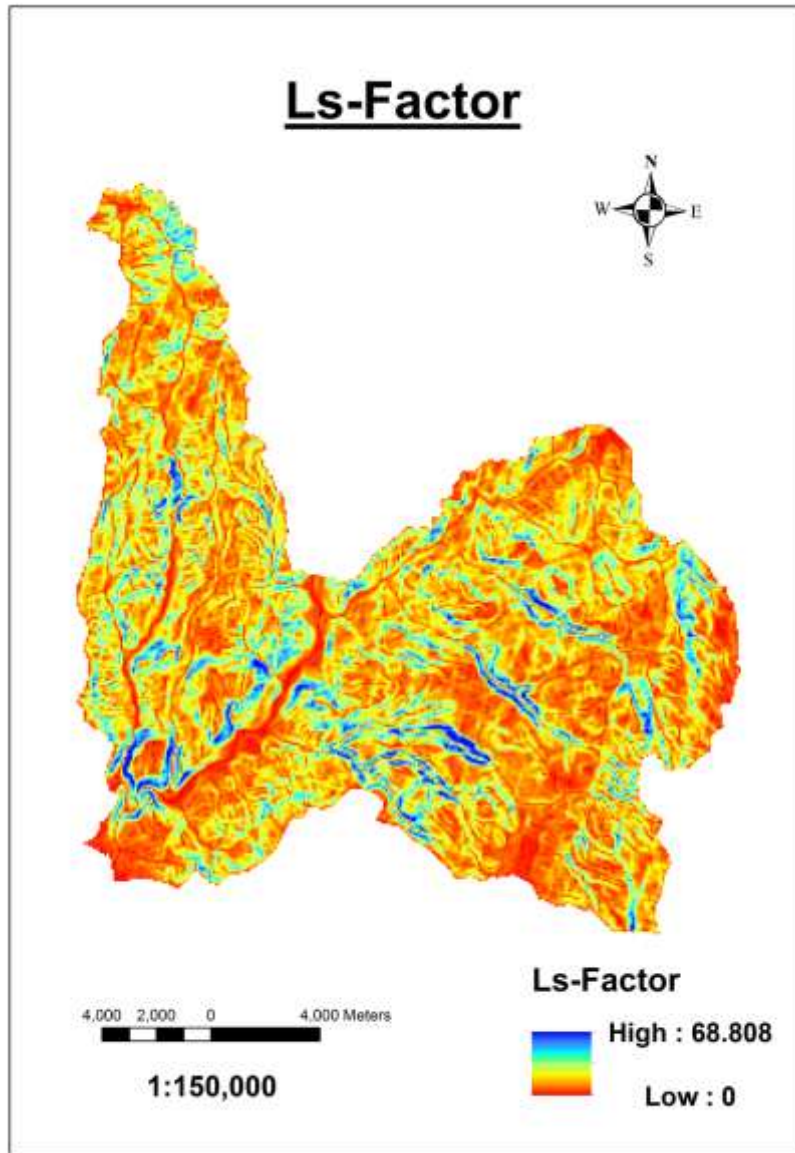 Ls-Factor
N
W E
S
Ls-Factor
High : 68.808
Low : 0
4,000 2,000 0 4,000 Meters
1:150,000